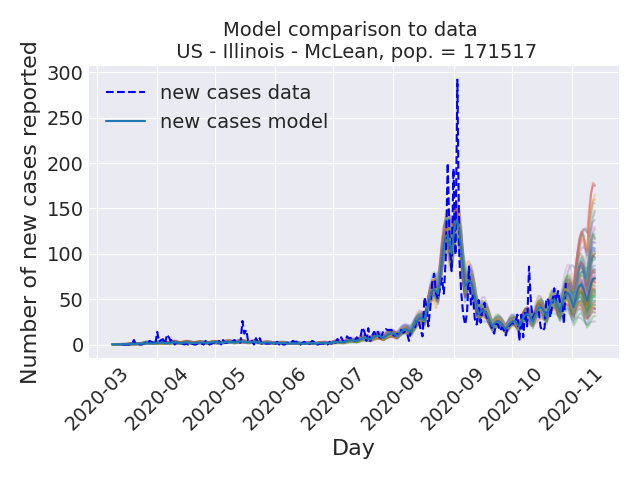 Model comparison to data
US - Illinois - McLean, pop. = 171517
Number of new cases reported
300
250
200
150
100
50
0
new cases data
new cases model
2020-03
2020-04
2020-05
2020-06
2020-07
2020-08
2020-09
2020-10
2020-11
Day